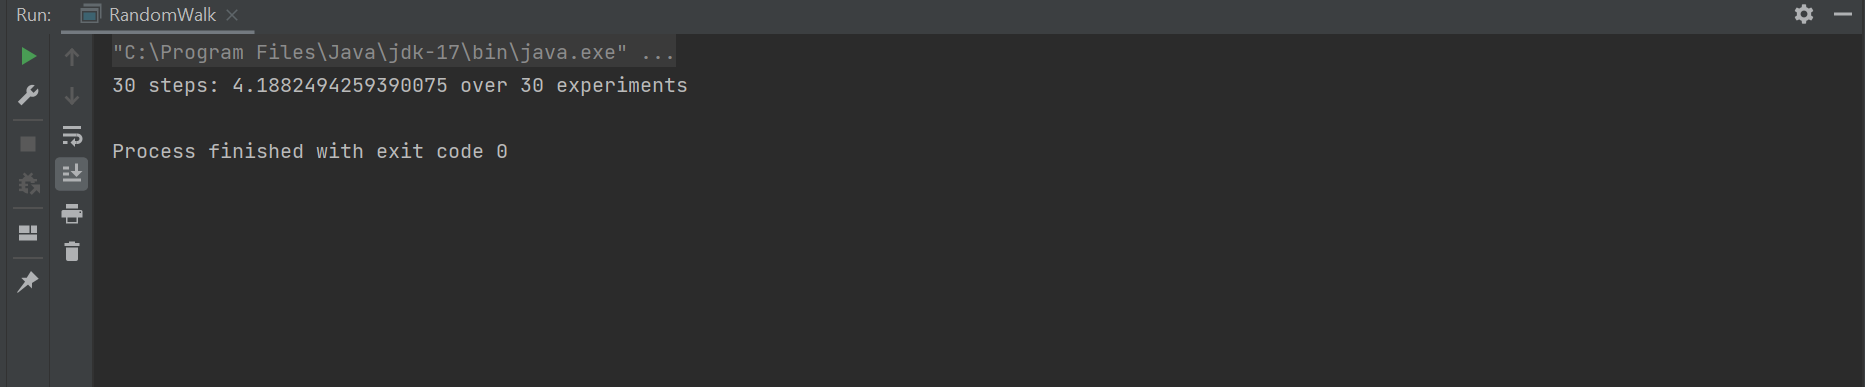 Run: RandomWalk
"C:\Program Files\Java\jdk-17\bin\java.exe" ...
30 steps: 4.1882494259390075 over 30 experiments
Process finished with exit code 0